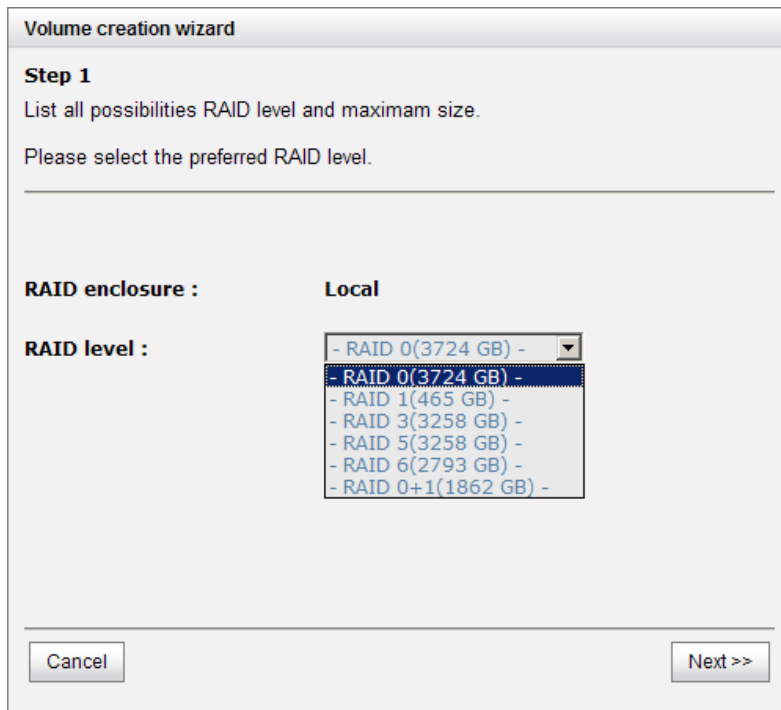 Volume creation wizard
Step 1
List all possibilities RAID level and maximam size.
Please select the preferred RAID level.
RAID enclosure : Local
RAID level : - RAID 0(3724 GB) -
- RAID 0(3724 GB) -
- RAID 1(465 GB) -
- RAID 3(3258 GB) -
- RAID 5(3258 GB) -
- RAID 6(2793 GB) -
- RAID 0+1(1862 GB) -
Cancel Next >>